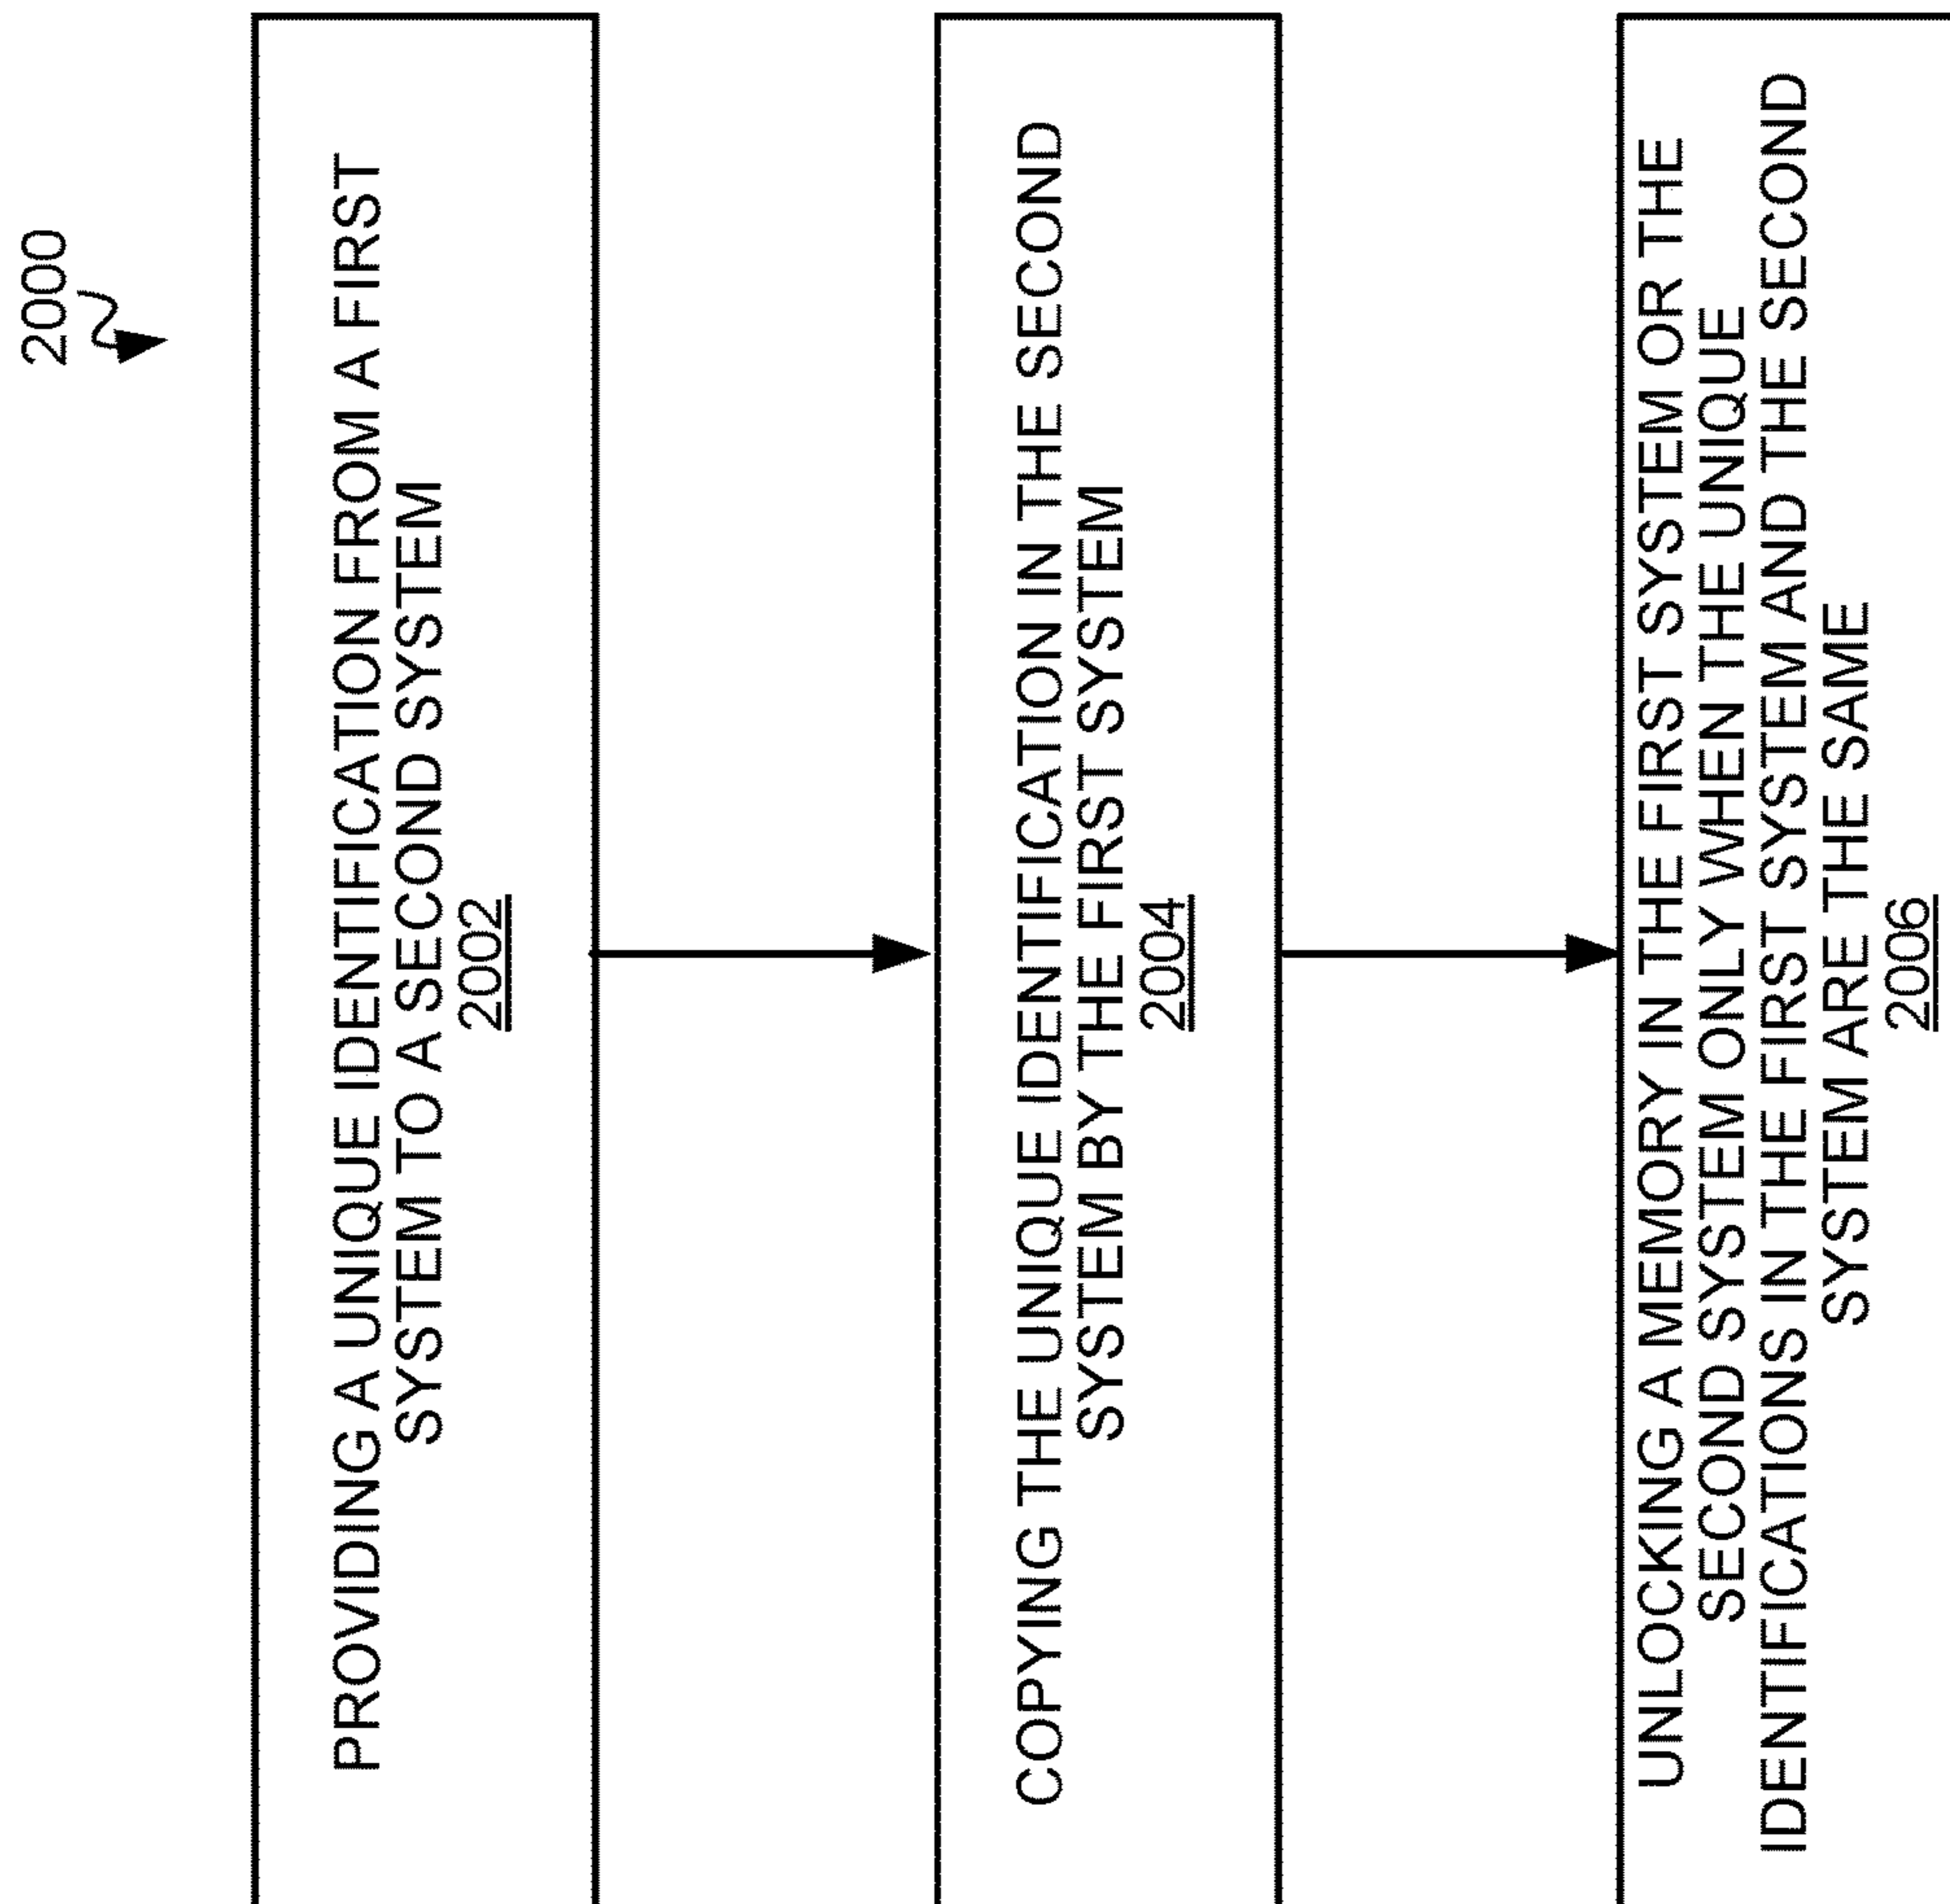 2000
PROVIDING A UNIQUE IDENTIFICATION FROM A FIRST
SYSTEM TO A SECOND SYSTEM
2002
COPYING THE UNIQUE IDENTIFICATION IN THE SECOND
SYSTEM BY THE FIRST SYSTEM
2004
UNLOCKING A MEMORY IN THE FIRST SYSTEM OR THE
SECOND SYSTEM ONLY WHEN THE UNIQUE
IDENTIFICATIONS IN THE FIRST SYSTEM AND THE SECOND
SYSTEM ARE THE SAME
2006